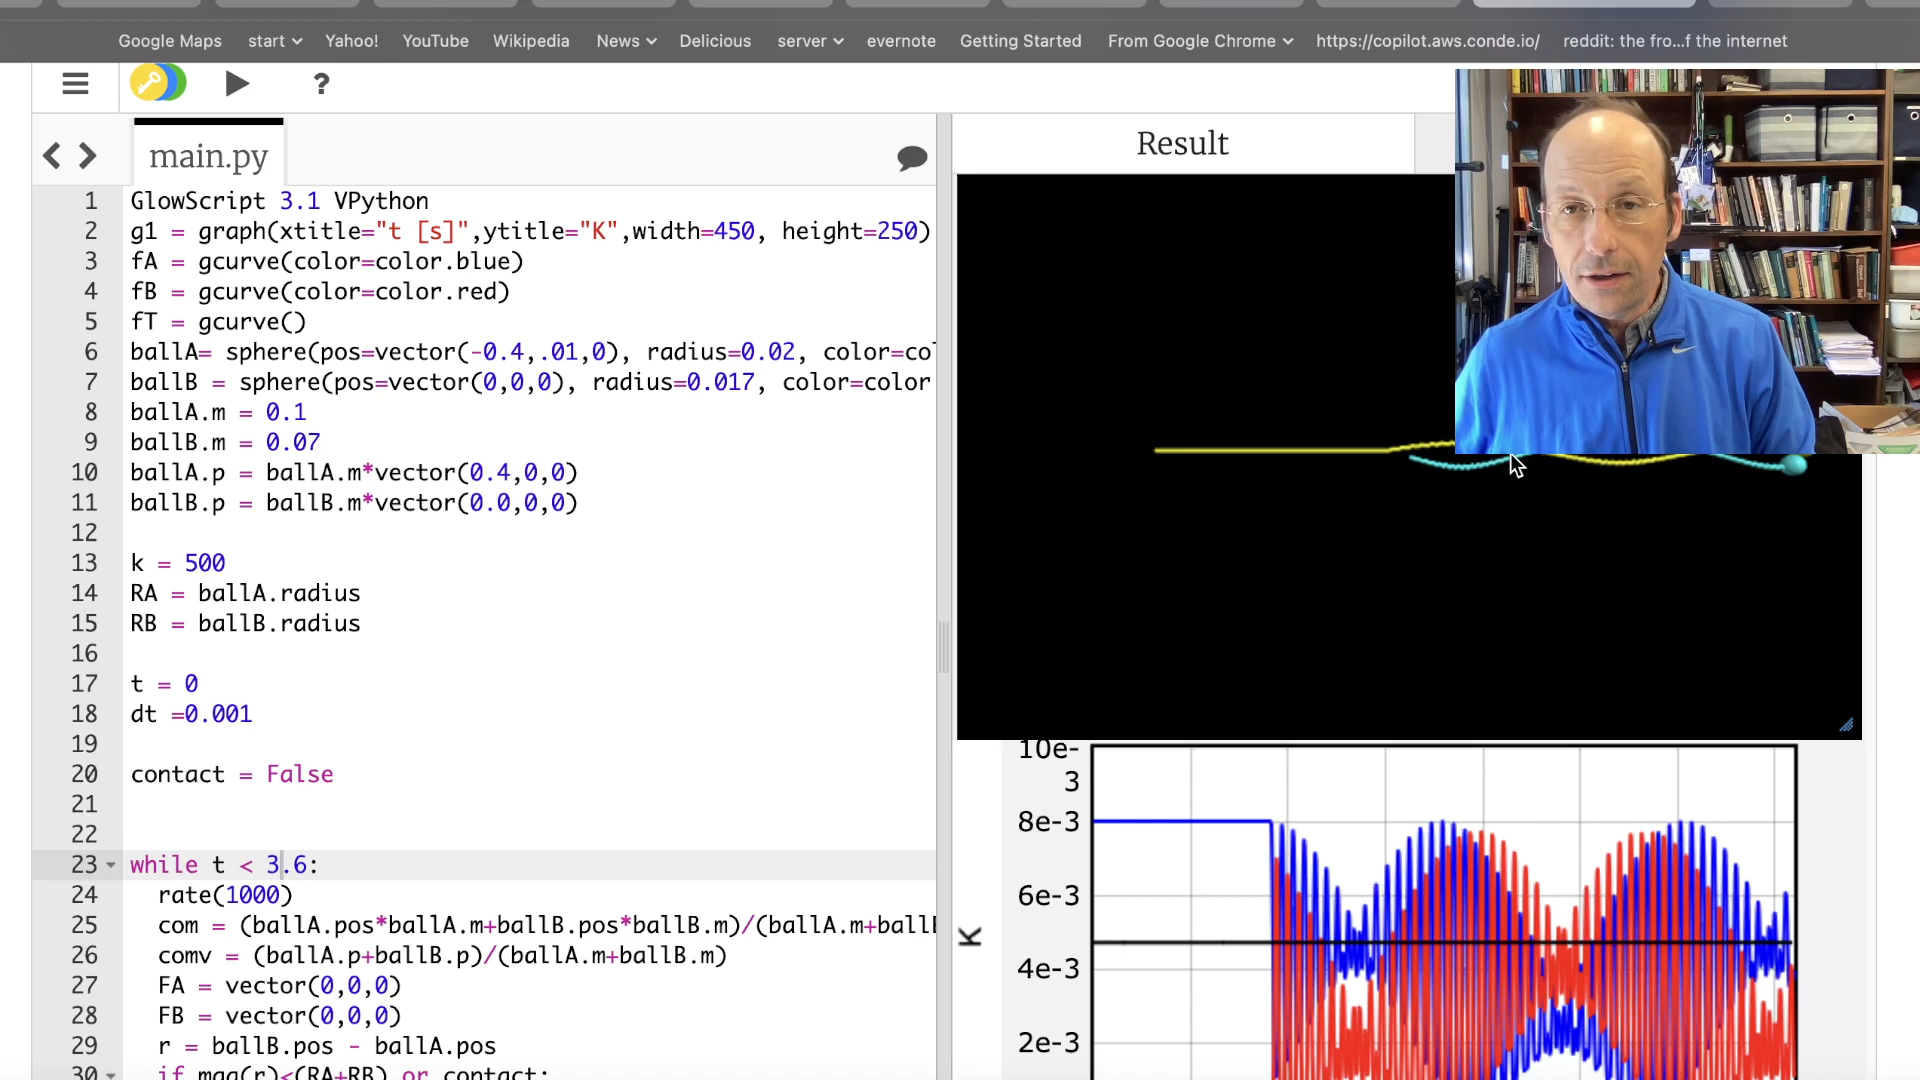 Google Maps start Yahoo! YouTube Wikipedia News Delicious server evernote Getting Started From Google Chrome https://copilot.aws.conde.io/ reddit: the fro...f the internet
?
main.py
Result
1 GlowScript 3.1 VPython
2 g1 = graph(xtitle="t [s]",ytitle="K",width=450, height=250)
3 fA = gcurve(color=color.blue)
4 fB = gcurve(color=color.red)
5 fT = gcurve()
6 ballA= sphere(pos=vector(-0.4,.01,0), radius=0.02, color=co
7 ballB = sphere(pos=vector(0,0,0), radius=0.017, color=color
8 ballA.m = 0.1
9 ballB.m = 0.07
10 ballA.p = ballA.m*vector(0.4,0,0)
11 ballB.p = ballB.m*vector(0.0,0,0)
12
13 k = 500
14 RA = ballA.radius
15 RB = ballB.radius
16
17 t = 0
18 dt =0.001
19
20 contact = False
21
22
23 while t < 3.6:
24 rate(1000)
25 com = (ballA.pos*ballA.m+ballB.pos*ballB.m)/(ballA.m+ballB
26 comv = (ballA.p+ballB.p)/(ballA.m+ballB.m)
27 FA = vector(0,0,0)
28 FB = vector(0,0,0)
29 r = ballB.pos - ballA.pos
30 if mag(r)<(RA+RB) or contact:
10e-
3
8e-3
6e-3
K
4e-3
2e-3